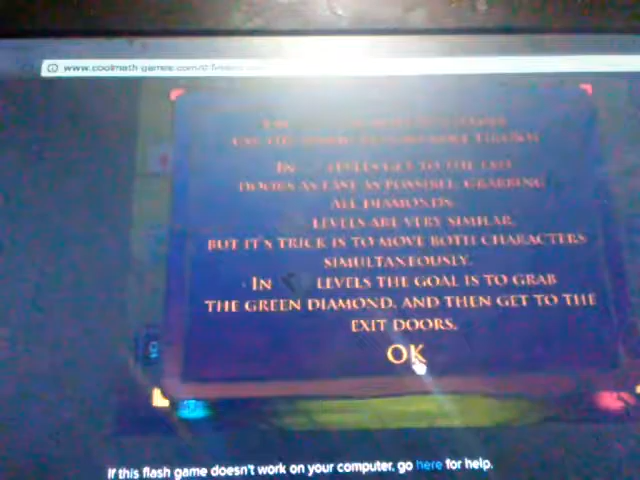 www.coolmath-games.com/0-
In LEVELS GET TO THE EXIT
DOORS AS FAST AS POSSIBLE, GRABBING
ALL DIAMONDS.
LEVELS ARE VERY SIMILAR,
BUT IT'S TRICK IS TO MOVE BOTH CHARACTERS
SIMULTANEOUSLY.
· IN LEVELS THE GOAL IS TO GRAB
THE GREEN DIAMOND, AND THEN GET TO THE
EXIT DOORS.
OK
If this flash game doesn't work on your computer, go here for help.